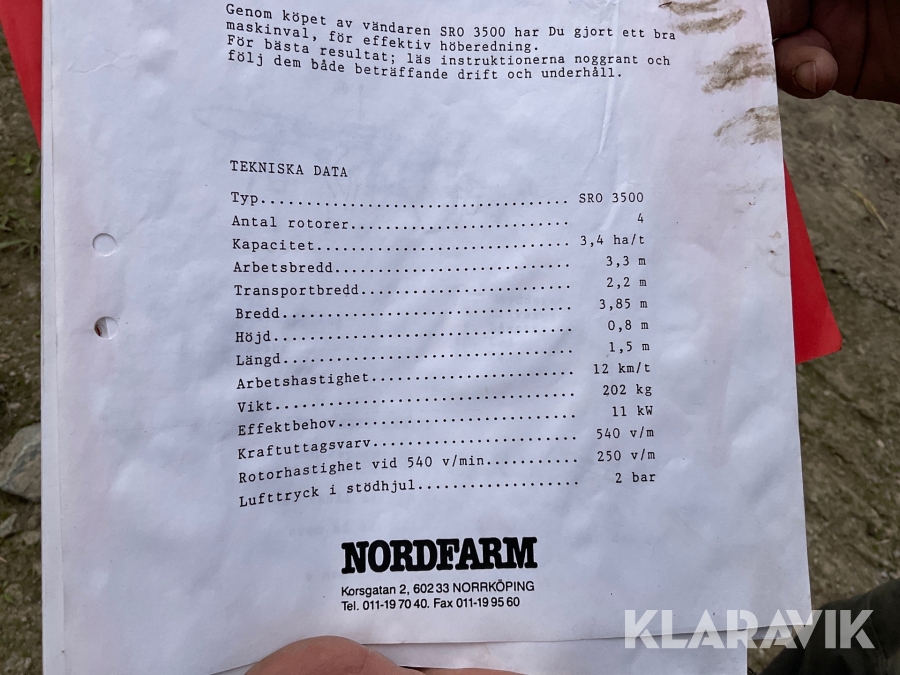 Genom köpet av vändaren SRO 3500 har Du gjort ett bra
maskinval, för effektiv höberedning.
För bästa resultat; läs instruktionerna noggrant och
följ dem både beträffande drift och underhåll.
TEKNISKA DATA
Typ.................................. SRO 3500
Antal rotorer........................ 4
Kapacitet............................ 3,4 ha/t
Arbetsbredd.......................... 3,3 m
Transportbredd....................... 2,2 m
Bredd................................ 3,85 m
Höjd................................. 0,8 m
Längd................................ 1,5 m
Arbetshastighet...................... 12 km/t
Vikt................................. 202 kg
Effektbehov.......................... 11 kW
Kraftuttagsvarv....................... 540 v/m
Rotorhastighet vid 540 v/min........... 250 v/m
Lufttryck i stödhjul.................. 2 bar
NORDFARM
Korsgatan 2, 602 33 NORRKÖPING
Tel. 011-19 70 40. Fax 011-19 95 60
KLARAVIK